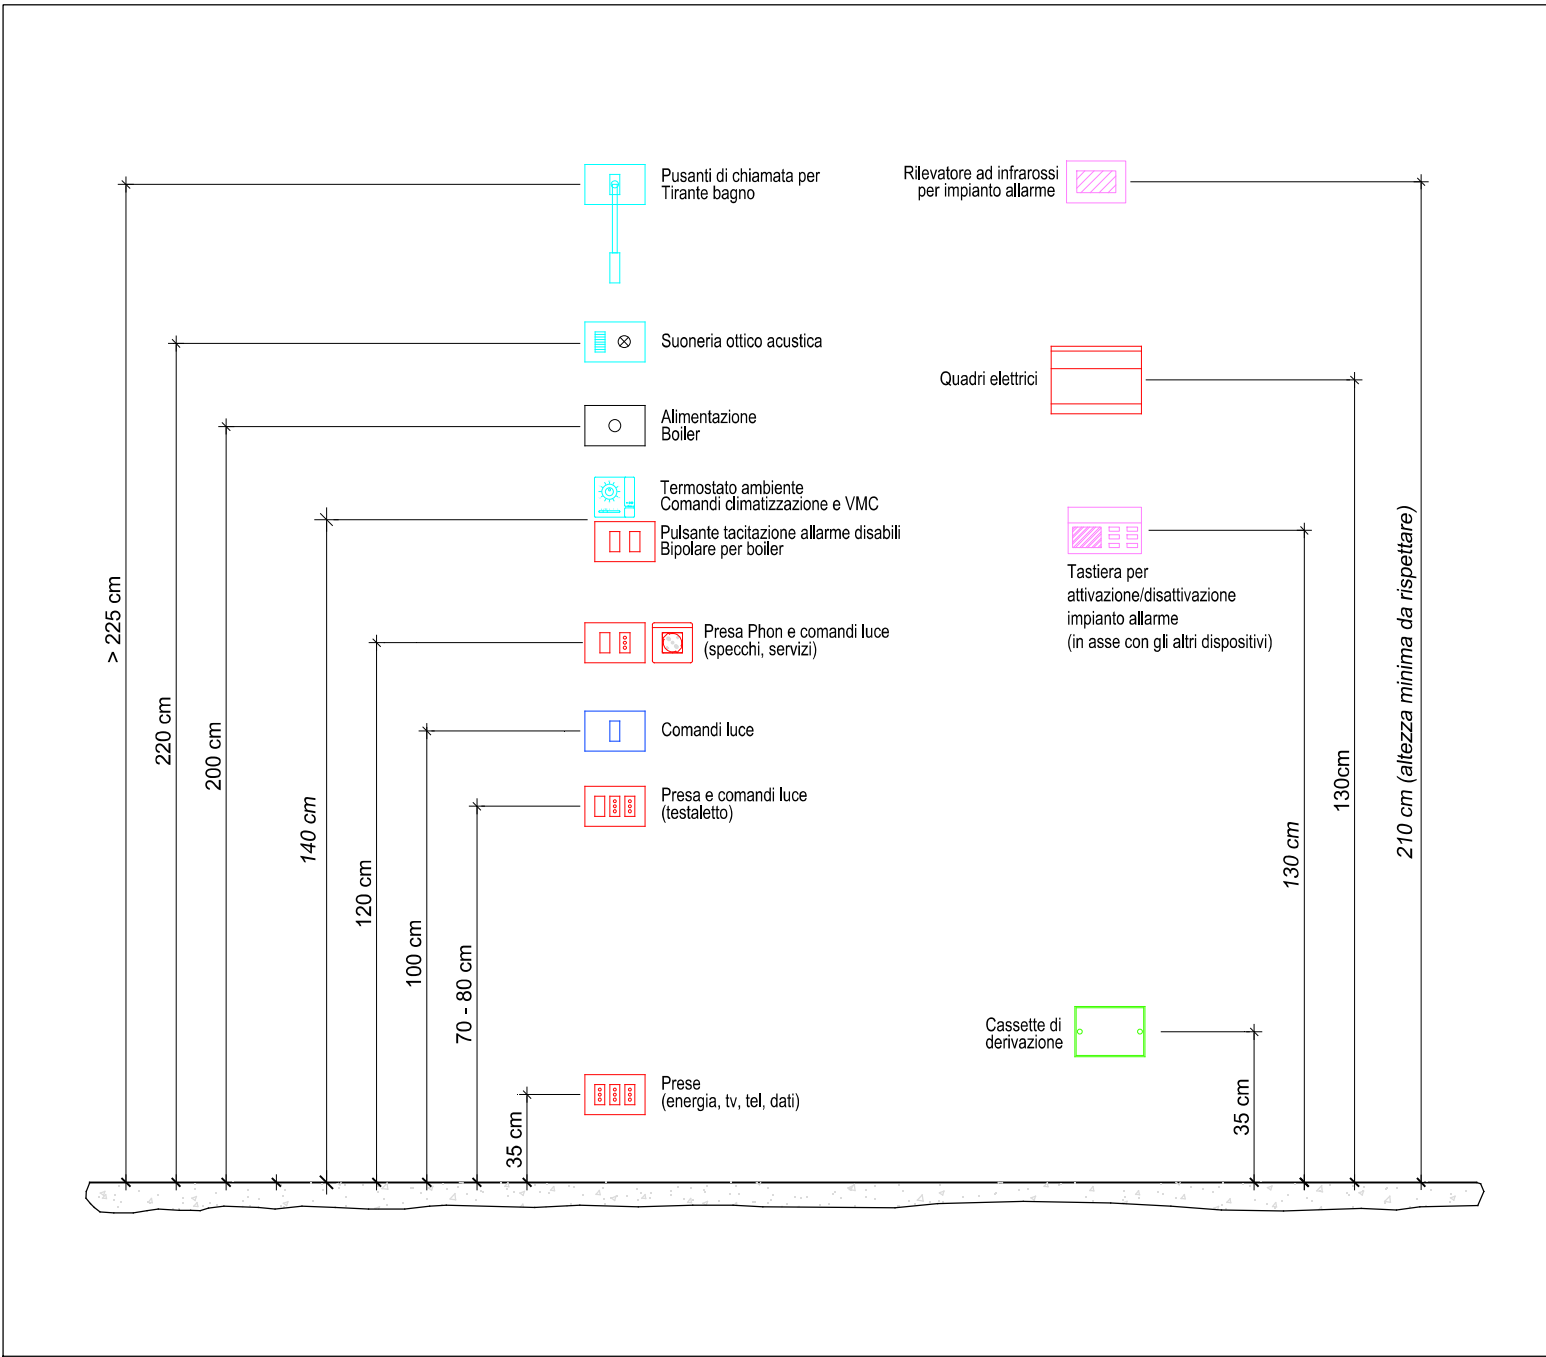 Pusanti di chiamata per
Tirante bagno
Rilevatore ad infrarossi
per impianto allarme
Suoneria ottico acustica
Quadri elettrici
Alimentazione
Boiler
Termostato ambiente
Comandi climatizzazione e VMC
Pulsante tacitazione allarme disabili
Bipolare per boiler
Tastiera per
attivazione/disattivazione
impianto allarme
(in asse con gli altri dispositivi)
Presa Phon e comandi luce
(specchi, servizi)
Comandi luce
Presa e comandi luce
(testaletto)
Cassette di
derivazione
Prese
(energia, tv, tel, dati)
> 225 cm
220 cm
200 cm
140 cm
120 cm
100 cm
70 - 80 cm
35 cm
35 cm
130 cm
130cm
210 cm (altezza minima da rispettare)